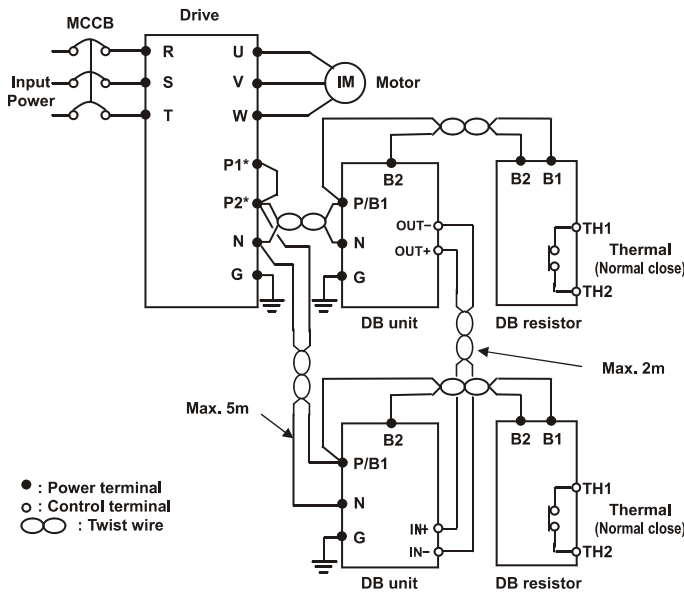 MCCB
Drive
Input
Power
R
S
T
U
V
W
P1*
P2*
N
G
IM
Motor
B2
P/B1
N
G
OUT−
OUT+
DB unit
B2
B1
TH1
Thermal
(Normal close)
TH2
DB resistor
Max. 2m
Max. 5m
B2
P/B1
N
G
IN+
IN−
DB unit
B2
B1
TH1
Thermal
(Normal close)
TH2
DB resistor
: Power terminal
: Control terminal
: Twist wire